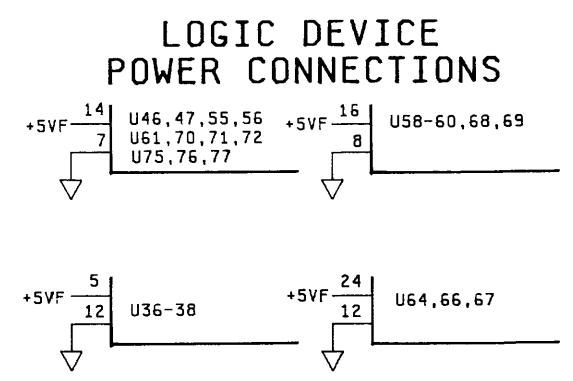 LOGIC DEVICE
POWER CONNECTIONS
14
+5VF
7
U46,47,55,56
U61,70,71,72
U75,76,77
16
+5VF
8
U58-60,68,69
5
+5VF
12
U36-38
24
+5VF
12
U64,66,67